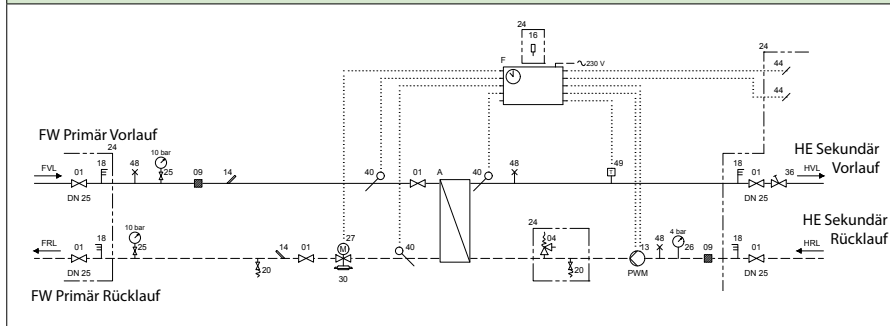 24
16
F
230 V
24
44
44
FW Primär Vorlauf
24
10 bar
HE Sekundär
Vorlauf
FVL
01
18
48
25
09
14
40
01
A
40
48
49
18
01
36
HVL
DN 25
DN 25
10 bar
27
24
4 bar
HE Sekundär
Rücklauf
FRL
01
18
25
14
01
M
40
04
13
48
26
09
18
01
HRL
DN 25
20
30
20
PWM
DN 25
FW Primär Rücklauf